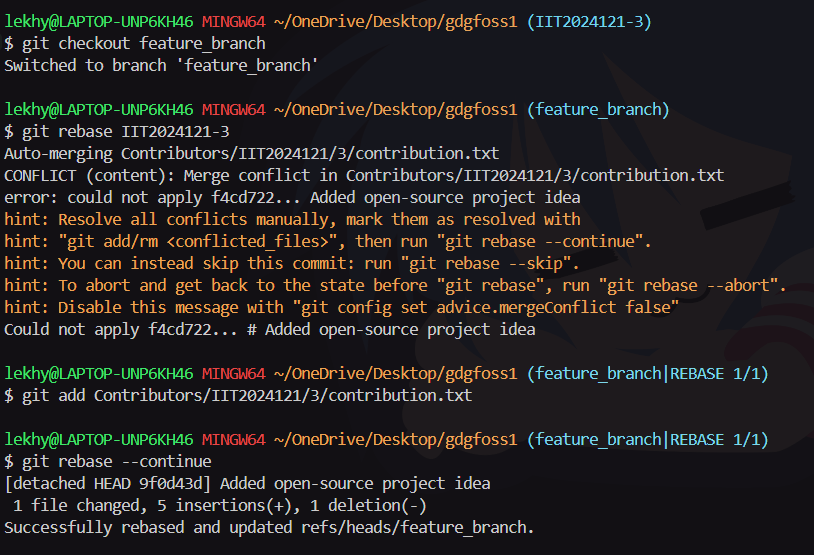 lekhy@LAPTOP-UNP6KH46 MINGW64 ~/OneDrive/Desktop/gdgfoss1 (IIT2024121-3)
$ git checkout feature_branch
Switched to branch 'feature_branch'
lekhy@LAPTOP-UNP6KH46 MINGW64 ~/OneDrive/Desktop/gdgfoss1 (feature_branch)
$ git rebase IIT2024121-3
Auto-merging Contributors/IIT2024121/3/contribution.txt
CONFLICT (content): Merge conflict in Contributors/IIT2024121/3/contribution.txt
error: could not apply f4cd722... Added open-source project idea
hint: Resolve all conflicts manually, mark them as resolved with
hint: "git add/rm <conflicted_files>", then run "git rebase --continue".
hint: You can instead skip this commit: run "git rebase --skip".
hint: To abort and get back to the state before "git rebase", run "git rebase --abort".
hint: Disable this message with "git config set advice.mergeConflict false"
Could not apply f4cd722... # Added open-source project idea
lekhy@LAPTOP-UNP6KH46 MINGW64 ~/OneDrive/Desktop/gdgfoss1 (feature_branch|REBASE 1/1)
$ git add Contributors/IIT2024121/3/contribution.txt
lekhy@LAPTOP-UNP6KH46 MINGW64 ~/OneDrive/Desktop/gdgfoss1 (feature_branch|REBASE 1/1)
$ git rebase --continue
[detached HEAD 9f0d43d] Added open-source project idea
 1 file changed, 5 insertions(+), 1 deletion(-)
Successfully rebased and updated refs/heads/feature_branch.